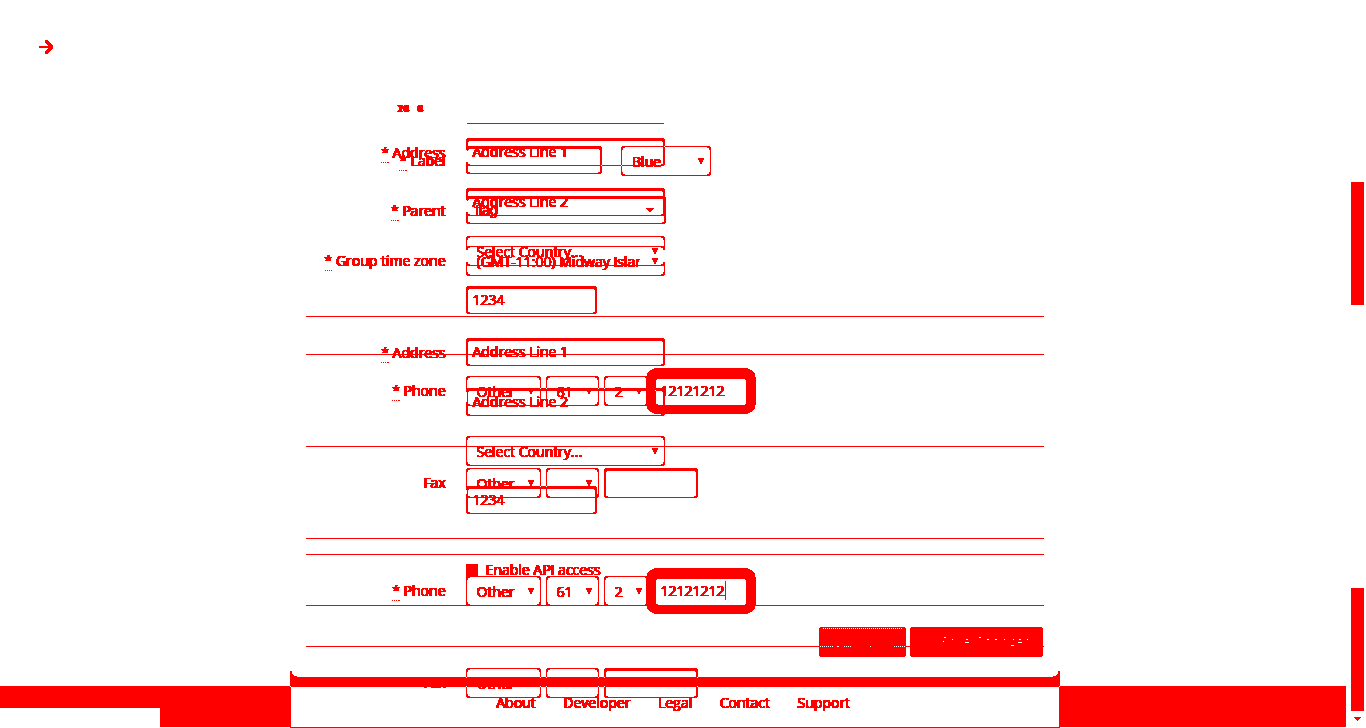 * Address Address Line 1
* Label Blue
Address Line 2
* Parent flag
Select Country...
* Group time zone (GMT-11:00) Midway Islar
1234
* Address Address Line 1
* Phone Other 61 2 12121212
Address Line 2
Select Country...
Fax Other
1234
Enable API access
* Phone Other 61 2 12121212
About Developer Legal Contact Support